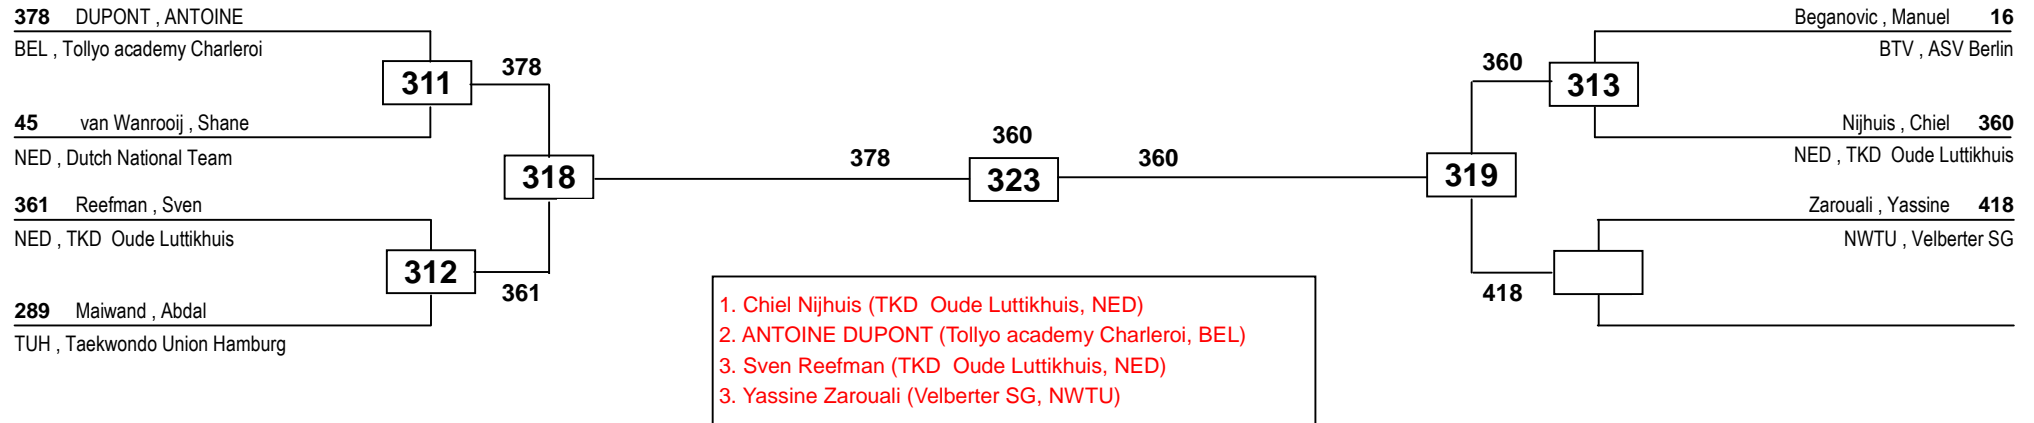 378 DUPONT , ANTOINE
BEL , Tollyo academy Charleroi
311
378
45 van Wanrooij , Shane
NED , Dutch National Team
318
361 Reefman , Sven
NED , TKD Oude Luttikhuis
312
361
289 Maiwand , Abdal
TUH , Taekwondo Union Hamburg
378
360
323
360
Beganovic , Manuel 16
BTV , ASV Berlin
360
313
Nijhuis , Chiel 360
NED , TKD Oude Luttikhuis
319
Zarouali , Yassine 418
NWTU , Velberter SG
418
1. Chiel Nijhuis (TKD Oude Luttikhuis, NED)
2. ANTOINE DUPONT (Tollyo academy Charleroi, BEL)
3. Sven Reefman (TKD Oude Luttikhuis, NED)
3. Yassine Zarouali (Velberter SG, NWTU)